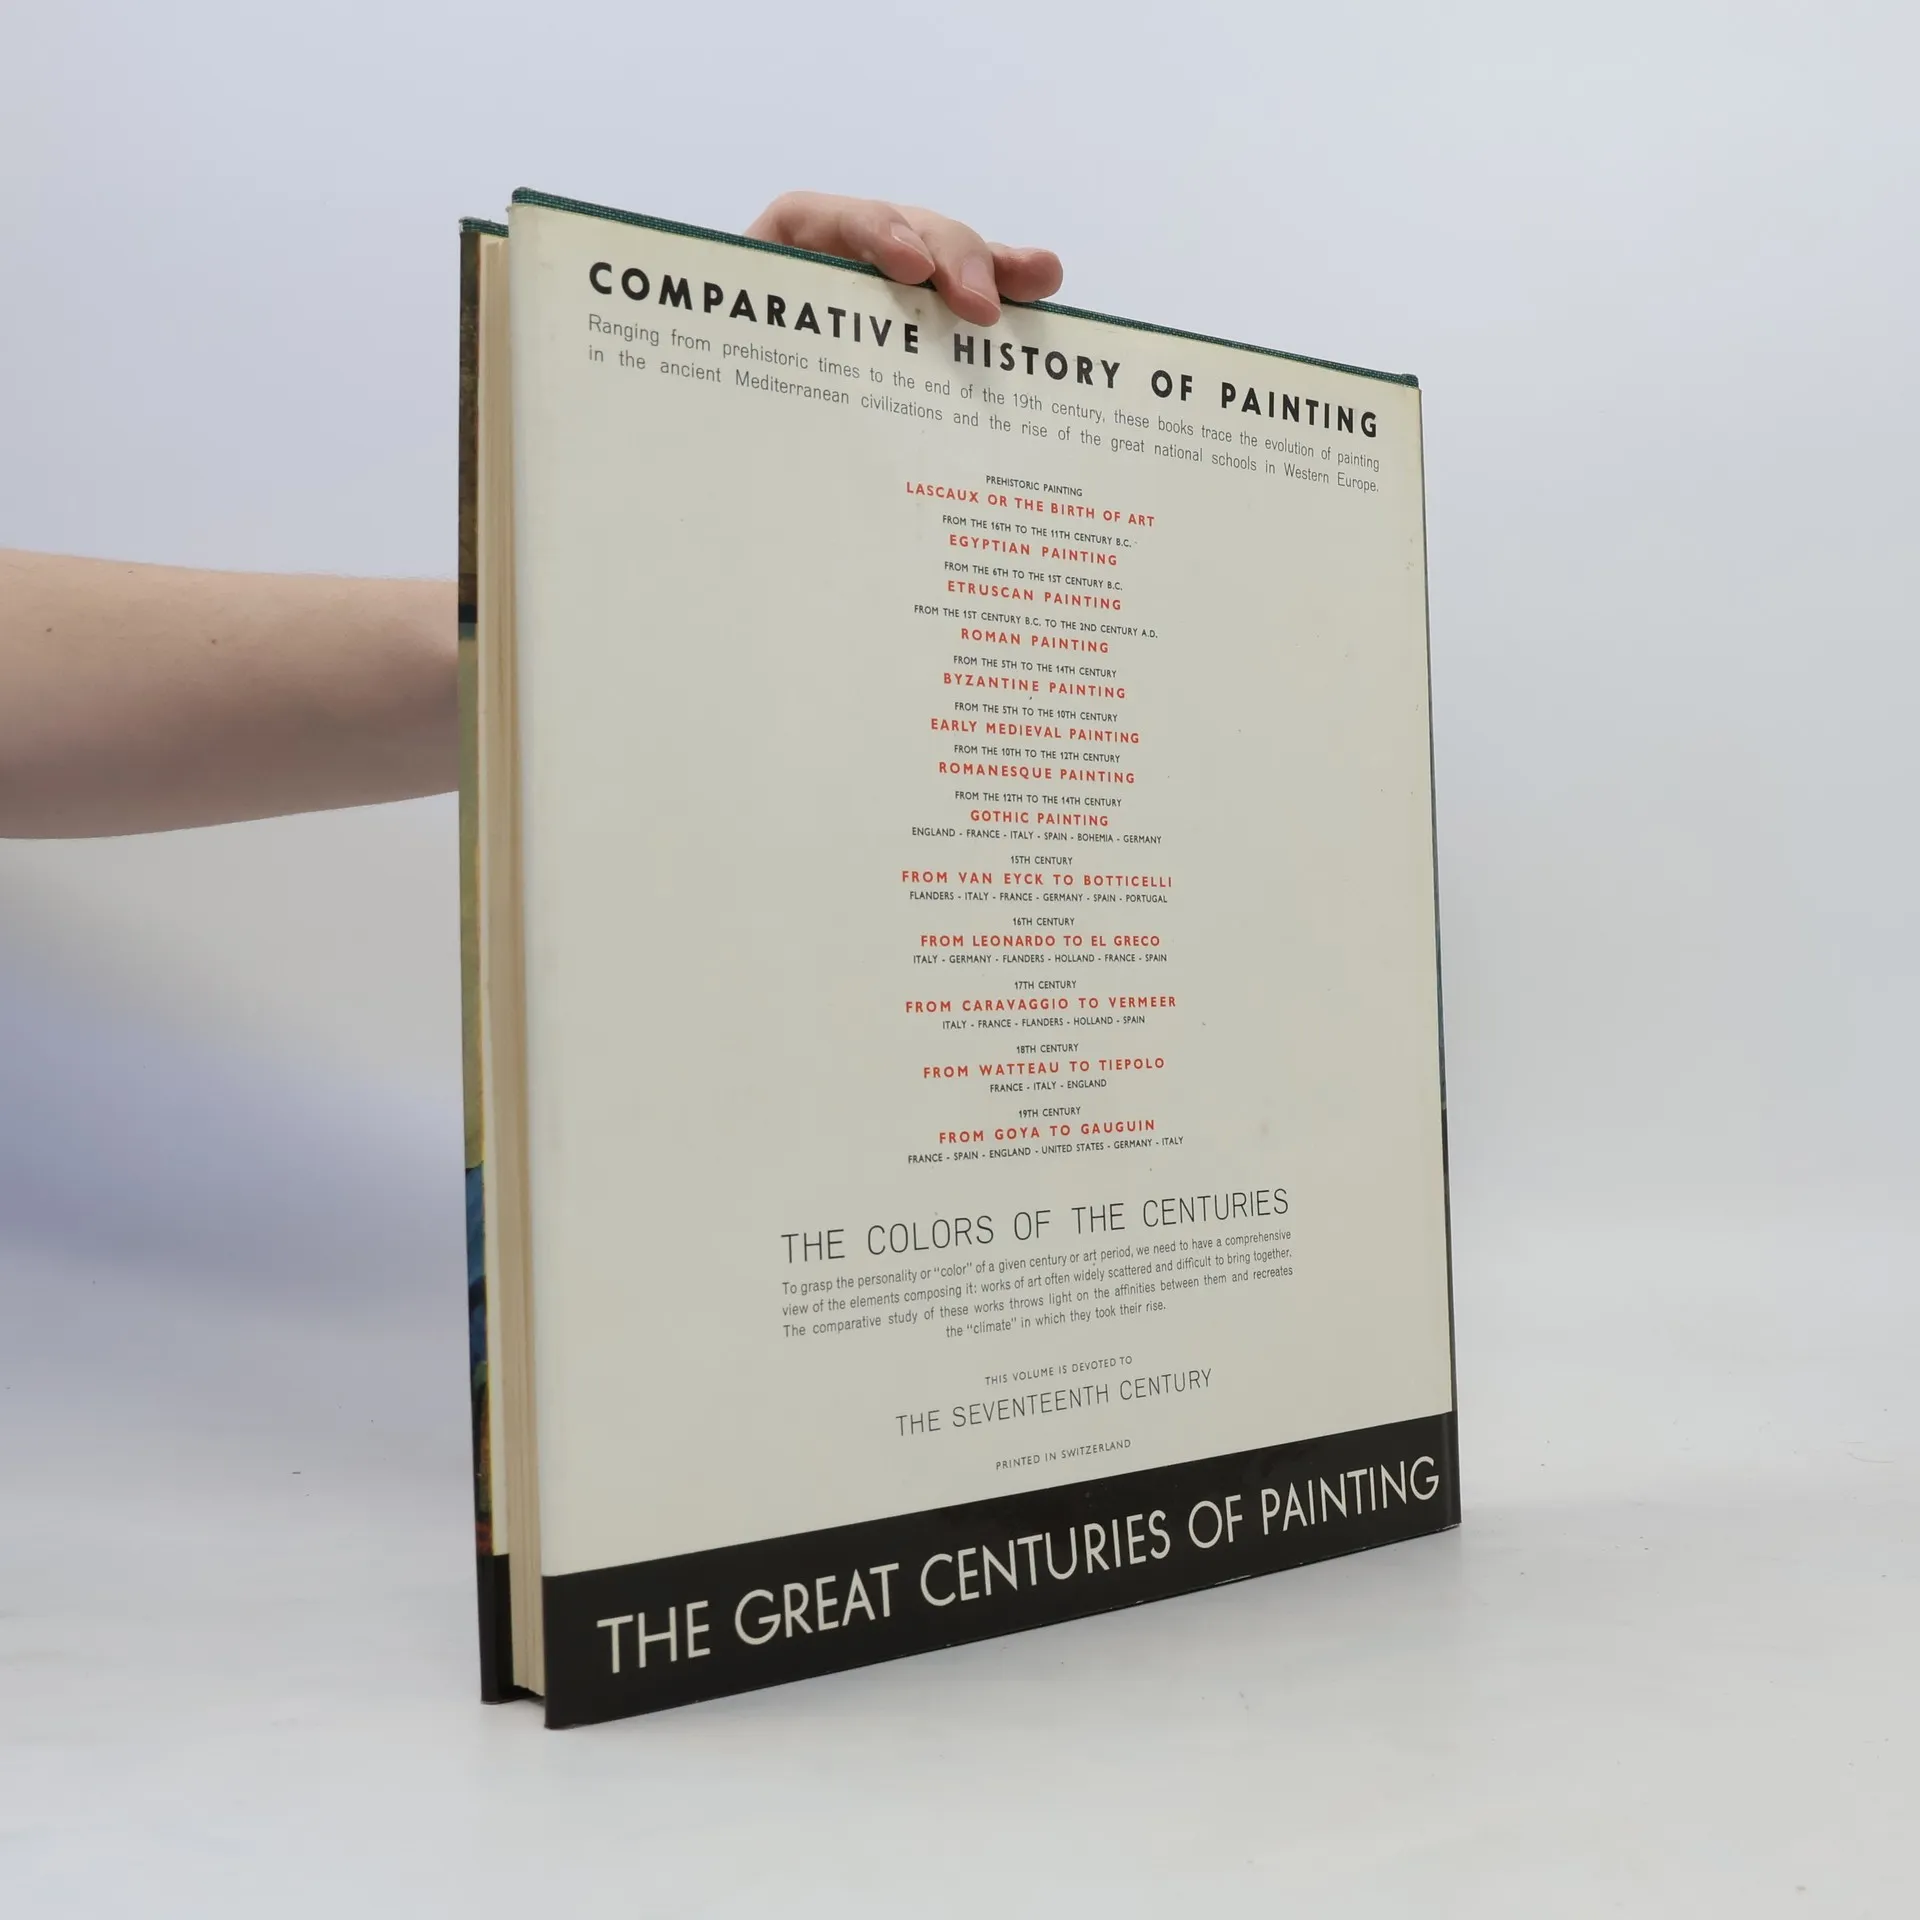 COMPARATIVE HISTORY OF PAINTING
Ranging from prehistoric times to the end of the 19th century, these books trace the evolution of painting
in the ancient Mediterranean civilizations and the rise of the great national schools in Western Europe.
PREHISTORIC PAINTING
LASCAUX OR THE BIRTH OF ART
FROM THE 16TH TO THE 11TH CENTURY B.C.
EGYPTIAN PAINTING
FROM THE 6TH TO THE 1ST CENTURY B.C.
ETRUSCAN PAINTING
FROM THE 1ST CENTURY B.C. TO THE 2ND CENTURY A.D.
ROMAN PAINTING
FROM THE 5TH TO THE 14TH CENTURY
BYZANTINE PAINTING
FROM THE 5TH TO THE 10TH CENTURY
EARLY MEDIEVAL PAINTING
FROM THE 10TH TO THE 12TH CENTURY
ROMANESQUE PAINTING
FROM THE 12TH TO THE 14TH CENTURY
GOTHIC PAINTING
ENGLAND - FRANCE - ITALY - SPAIN - BOHEMIA - GERMANY
15TH CENTURY
FROM VAN EYCK TO BOTTICELLI
FLANDERS - ITALY - FRANCE - GERMANY - SPAIN - PORTUGAL
16TH CENTURY
FROM LEONARDO TO EL GRECO
ITALY - GERMANY - FLANDERS - HOLLAND - FRANCE - SPAIN
17TH CENTURY
FROM CARAVAGGIO TO VERMEER
ITALY - FRANCE - FLANDERS - HOLLAND - SPAIN
18TH CENTURY
FROM WATTEAU TO TIEPOLO
FRANCE - ITALY - ENGLAND
19TH CENTURY
FROM GOYA TO GAUGUIN
FRANCE - SPAIN - ENGLAND - UNITED STATES - GERMANY - ITALY
THE COLORS OF THE CENTURIES
To grasp the personality or “color” of a given century or art period, we need to have a comprehensive
view of the elements composing it: works of art often widely scattered and difficult to bring together.
The comparative study of these works throws light on the affinities between them and recreates
the “climate” in which they took their rise.
THIS VOLUME IS DEVOTED TO
THE SEVENTEENTH CENTURY
PRINTED IN SWITZERLAND
THE GREAT CENTURIES OF PAINTING